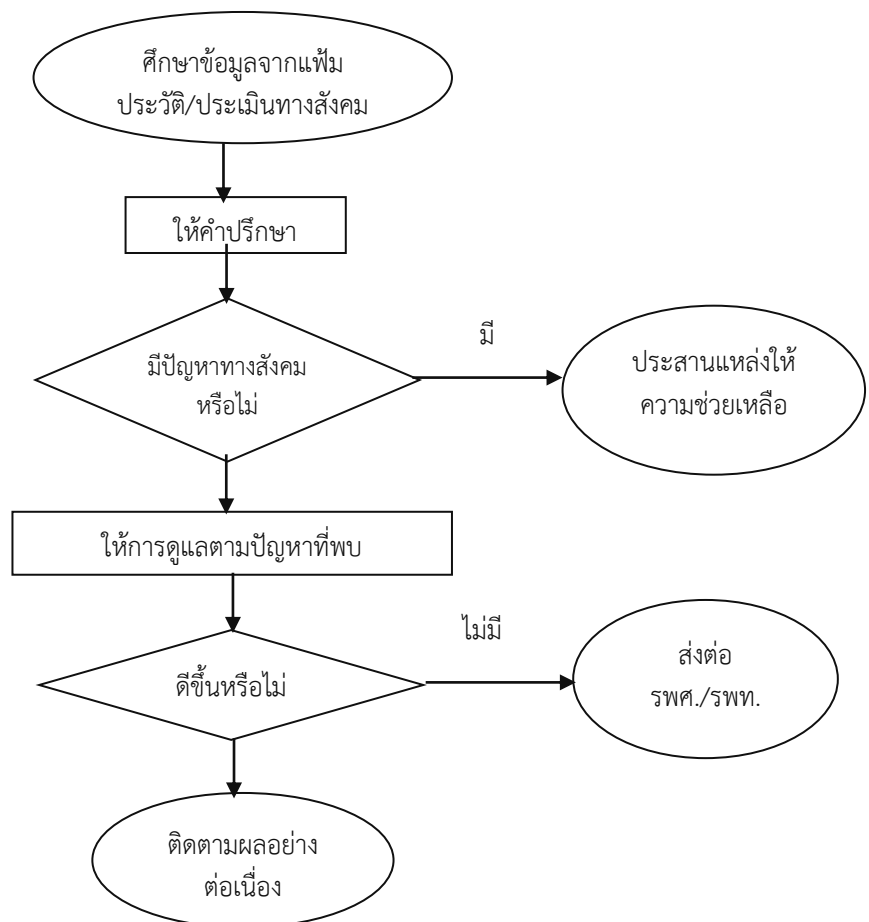 ศึกษาข้อมูลจากแฟ้ม
ประวัติ/ประเมินทางสังคม
ให้คำปรึกษา
มีปัญหาทางสังคม
หรือไม่
มี
ประสานแหล่งให้
ความช่วยเหลือ
ให้การดูแลตามปัญหาที่พบ
ดีขึ้นหรือไม่
ไม่มี
ส่งต่อ
รพศ./รพท.
ติดตามผลอย่าง
ต่อเนื่อง